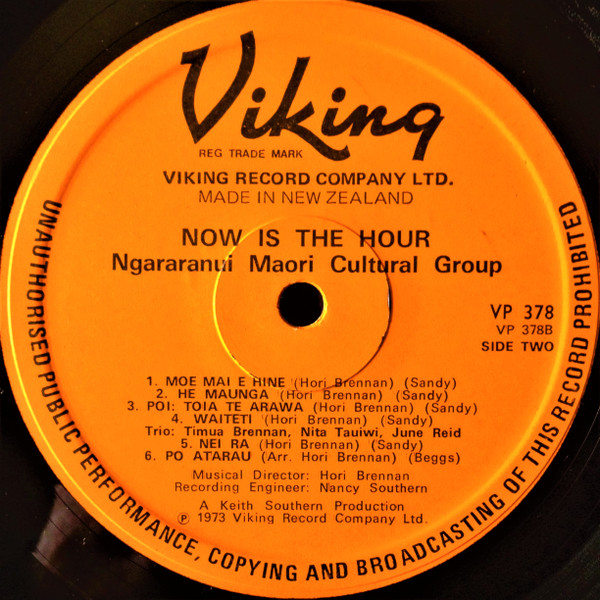 Viking
REG TRADE MARK
VIKING RECORD COMPANY LTD.
MADE IN NEW ZEALAND
NOW IS THE HOUR
Ngararanui Maori Cultural Group
VP 378
VP 378B
SIDE TWO
1. MOE MAI E HINE (Hori Brennan) (Sandy)
2. HE MAUNGA (Hori Brennan) (Sandy)
3. POI: TOIA TE ARAWA (Hori Brennan) (Sandy)
4. WAITETI (Hori Brennan) (Sandy)
Trio: Timua Brennan, Nita Tauiwi, June Reid
5. NEI RA (Hori Brennan) (Sandy)
6. PO ATARAU (Arr. Hori Brennan) (Beggs)
Musical Director: Hori Brennan
Recording Engineer: Nancy Southern
A Keith Southern Production
℗ 1973 Viking Record Company Ltd.
UNAUTHORISED PUBLIC PERFORMANCE, COPYING AND BROADCASTING OF THIS RECORD PROHIBITED